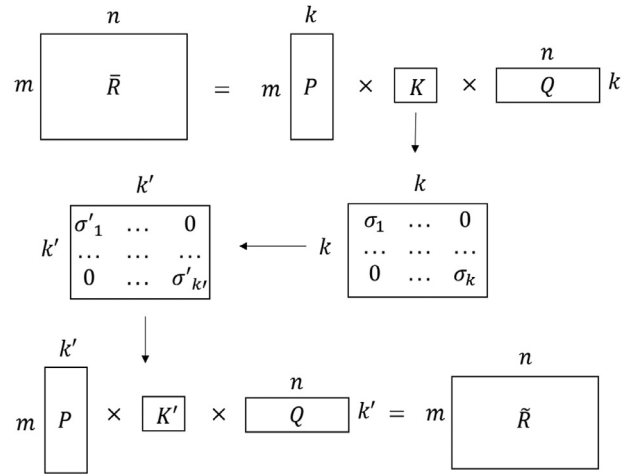 n k
m R̄ = m P × K × n Q k
k' k
k' σ'₁ … 0 k σ₁ … 0
… … … … … …
0 … σ'ₖ' 0 … σₖ
k' n n
m P × K' × Q k' = m R̃